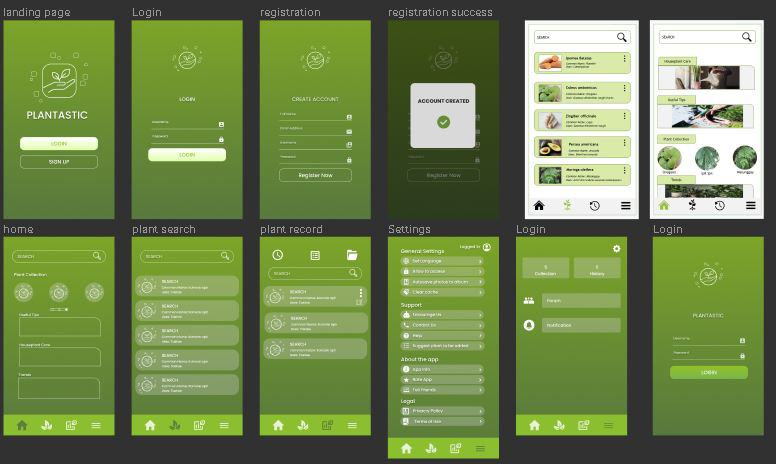 landing page
PLANTASTIC
LOGIN
SIGN UP
Login
LOGIN
Username
Password
LOGIN
registration
CREATE ACCOUNT
Full Name
Email Address
Username
Password
Register Now
registration success
ACCOUNT CREATED
Password
Register Now
SEARCH
Ipomea Batatas
Coleus amboinicus
Zingiber officinale
Persea americana
Moringa oleifera
SEARCH
Houseplant Care
Useful Tips
Plant Collection
Oregano
Malunggay
Trends
home
SEARCH
Plant Collection
Useful Tips
Houseplant Care
Trends
plant search
SEARCH
SEARCH
SEARCH
SEARCH
SEARCH
SEARCH
plant record
SEARCH
SEARCH
SEARCH
SEARCH
Settings
Logged in
General Settings
Set Language
Allow to access
Autosave photos to album
Clear cache
Support
Encourage Us
Contact Us
Help
Suggest plant to be added
About the app
App Info
Rate App
Tell Friends
Legal
Privacy Policy
Terms of Use
Login
5
Collection
5
History
Forum
Notification
Login
PLANTASTIC
Username
Password
LOGIN